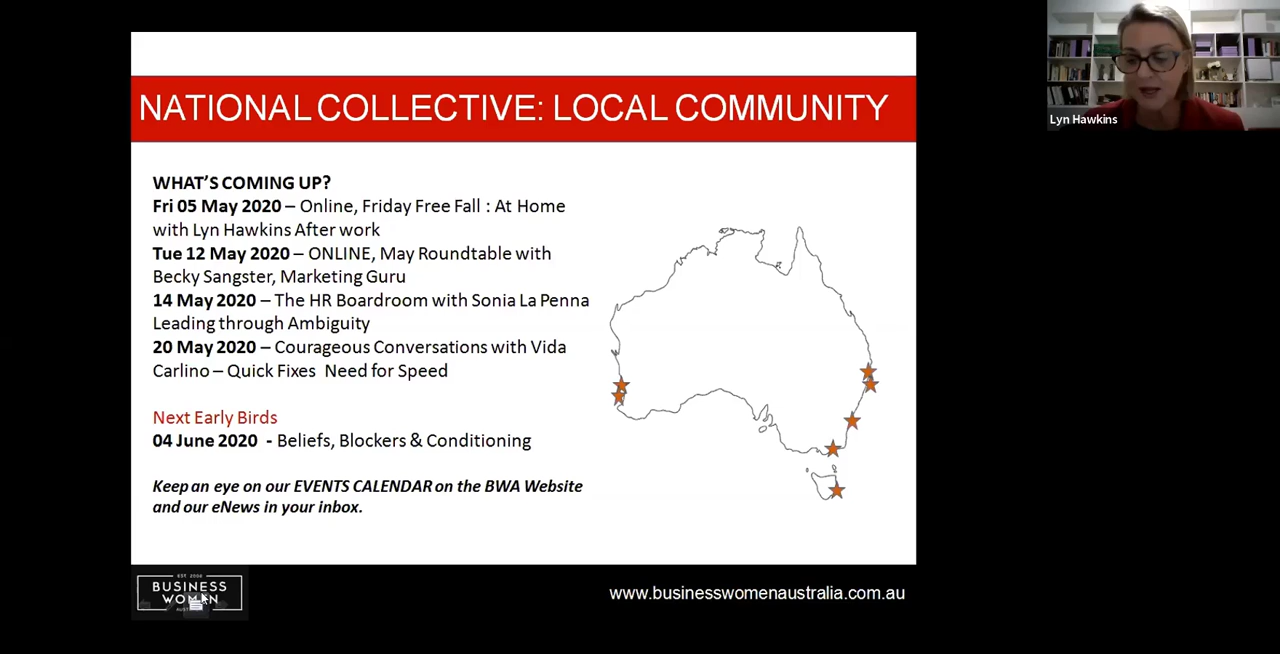 NATIONAL COLLECTIVE: LOCAL COMMUNITY
Lyn Hawkins
WHAT'S COMING UP?
Fri 05 May 2020 – Online, Friday Free Fall : At Home
with Lyn Hawkins After work
Tue 12 May 2020 – ONLINE, May Roundtable with
Becky Sangster, Marketing Guru
14 May 2020 – The HR Boardroom with Sonia La Penna
Leading through Ambiguity
20 May 2020 – Courageous Conversations with Vida
Carlino – Quick Fixes  Need for Speed
Next Early Birds
04 June 2020  - Beliefs, Blockers & Conditioning
Keep an eye on our EVENTS CALENDAR on the BWA Website
and our eNews in your inbox.
BUSINESS
www.businesswomenaustralia.com.au